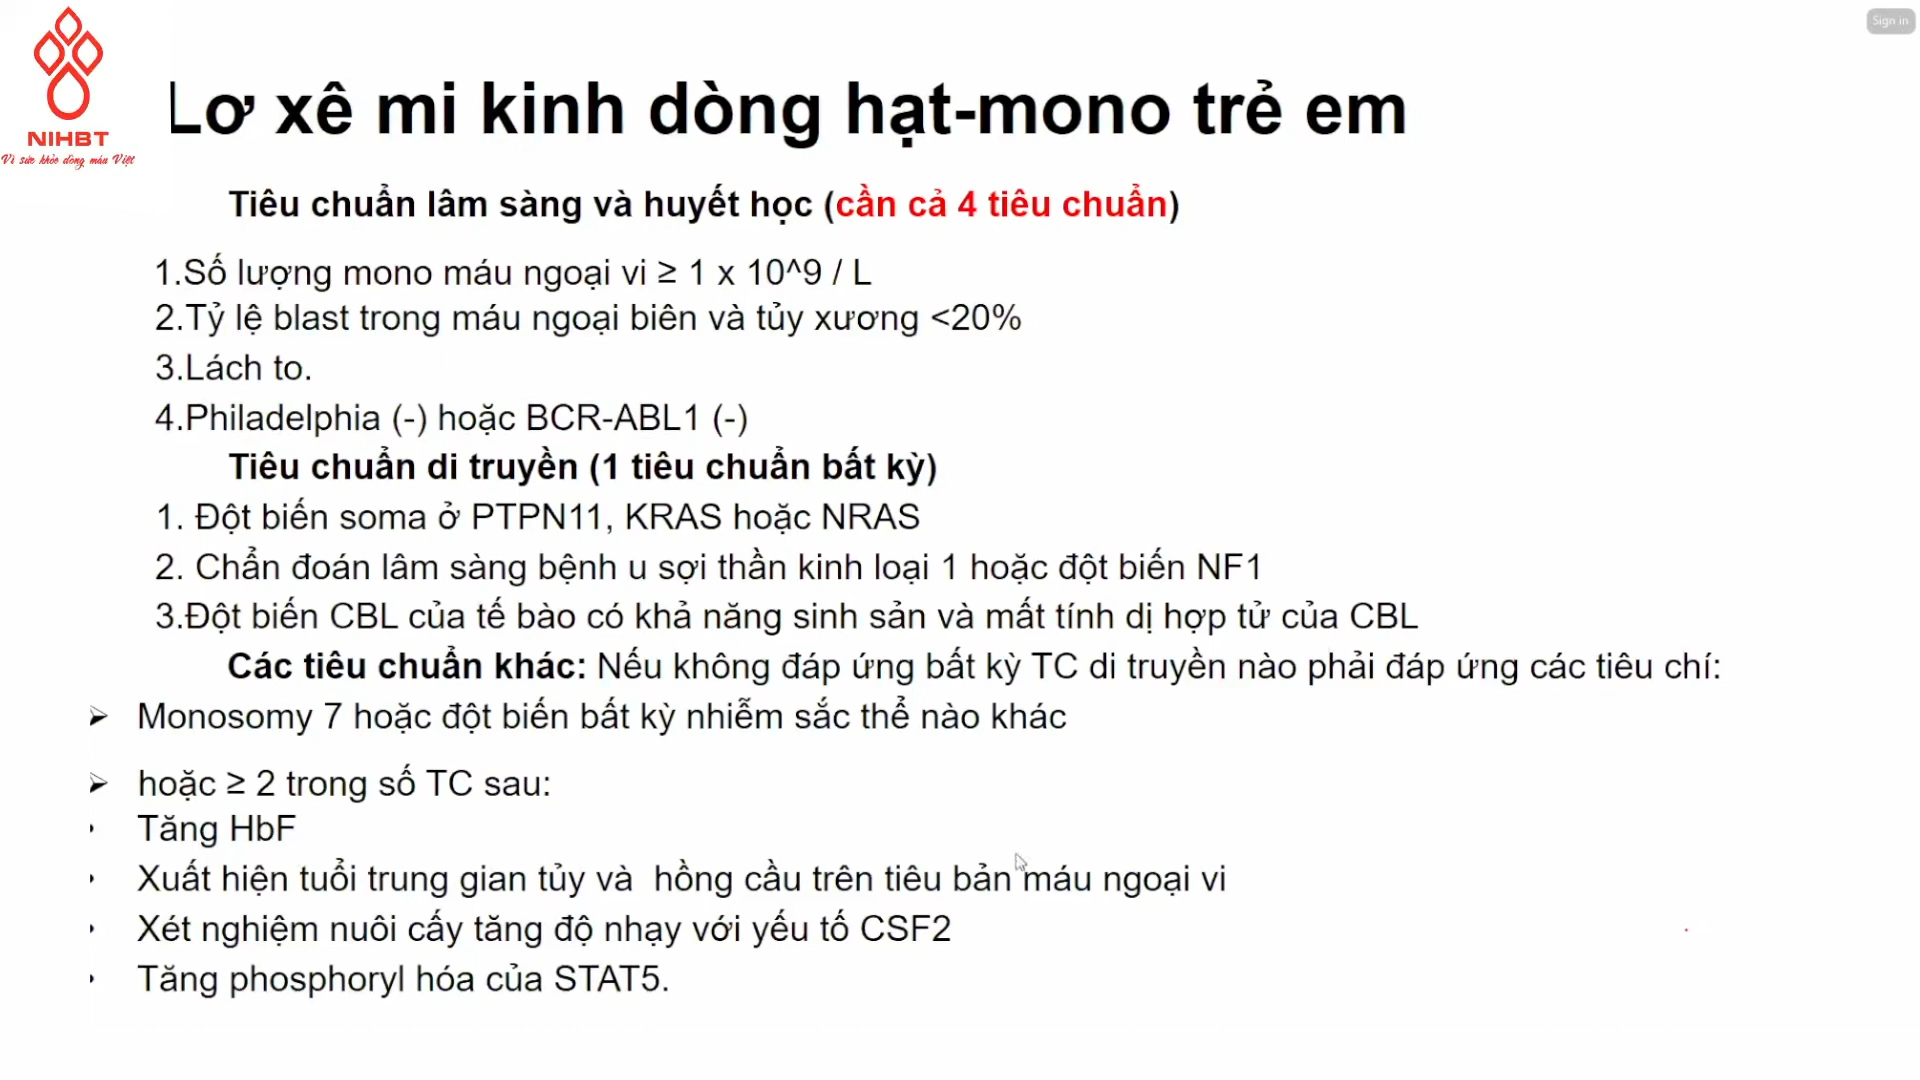 Sign in
NIHBT
Vì sức khỏe dòng máu Việt
Lơ xê mi kinh dòng hạt-mono trẻ em
Tiêu chuẩn lâm sàng và huyết học (cần cả 4 tiêu chuẩn)
1.Số lượng mono máu ngoại vi ≥ 1 x 10^9 / L
2.Tỷ lệ blast trong máu ngoại biên và tủy xương <20%
3.Lách to.
4.Philadelphia (-) hoặc BCR-ABL1 (-)
Tiêu chuẩn di truyền (1 tiêu chuẩn bất kỳ)
1. Đột biến soma ở PTPN11, KRAS hoặc NRAS
2. Chẩn đoán lâm sàng bệnh u sợi thần kinh loại 1 hoặc đột biến NF1
3.Đột biến CBL của tế bào có khả năng sinh sản và mất tính dị hợp tử của CBL
Các tiêu chuẩn khác: Nếu không đáp ứng bất kỳ TC di truyền nào phải đáp ứng các tiêu chí:
➢ Monosomy 7 hoặc đột biến bất kỳ nhiễm sắc thể nào khác
➢ hoặc ≥ 2 trong số TC sau:
• Tăng HbF
• Xuất hiện tuổi trung gian tủy và hồng cầu trên tiêu bản máu ngoại vi
• Xét nghiệm nuôi cấy tăng độ nhạy với yếu tố CSF2
• Tăng phosphoryl hóa của STAT5.